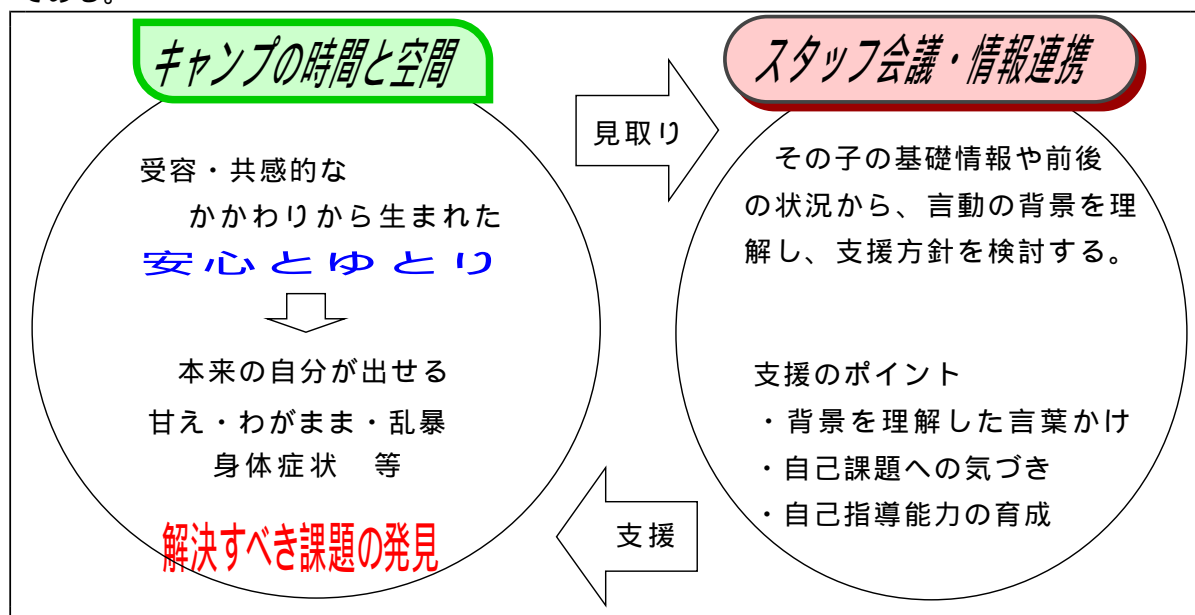 キャンプの時間と空間
受容・共感的な
かかわりから生まれた
安心とゆとり
本来の自分が出せる
甘え・わがまま・乱暴
身体症状　等
解決すべき課題の発見
見取り
支援
スタッフ会議・情報連携
その子の基礎情報や前後
の状況から、言動の背景を理
解し、支援方針を検討する。
支援のポイント
・背景を理解した言葉かけ
・自己課題への気づき
・自己指導能力の育成